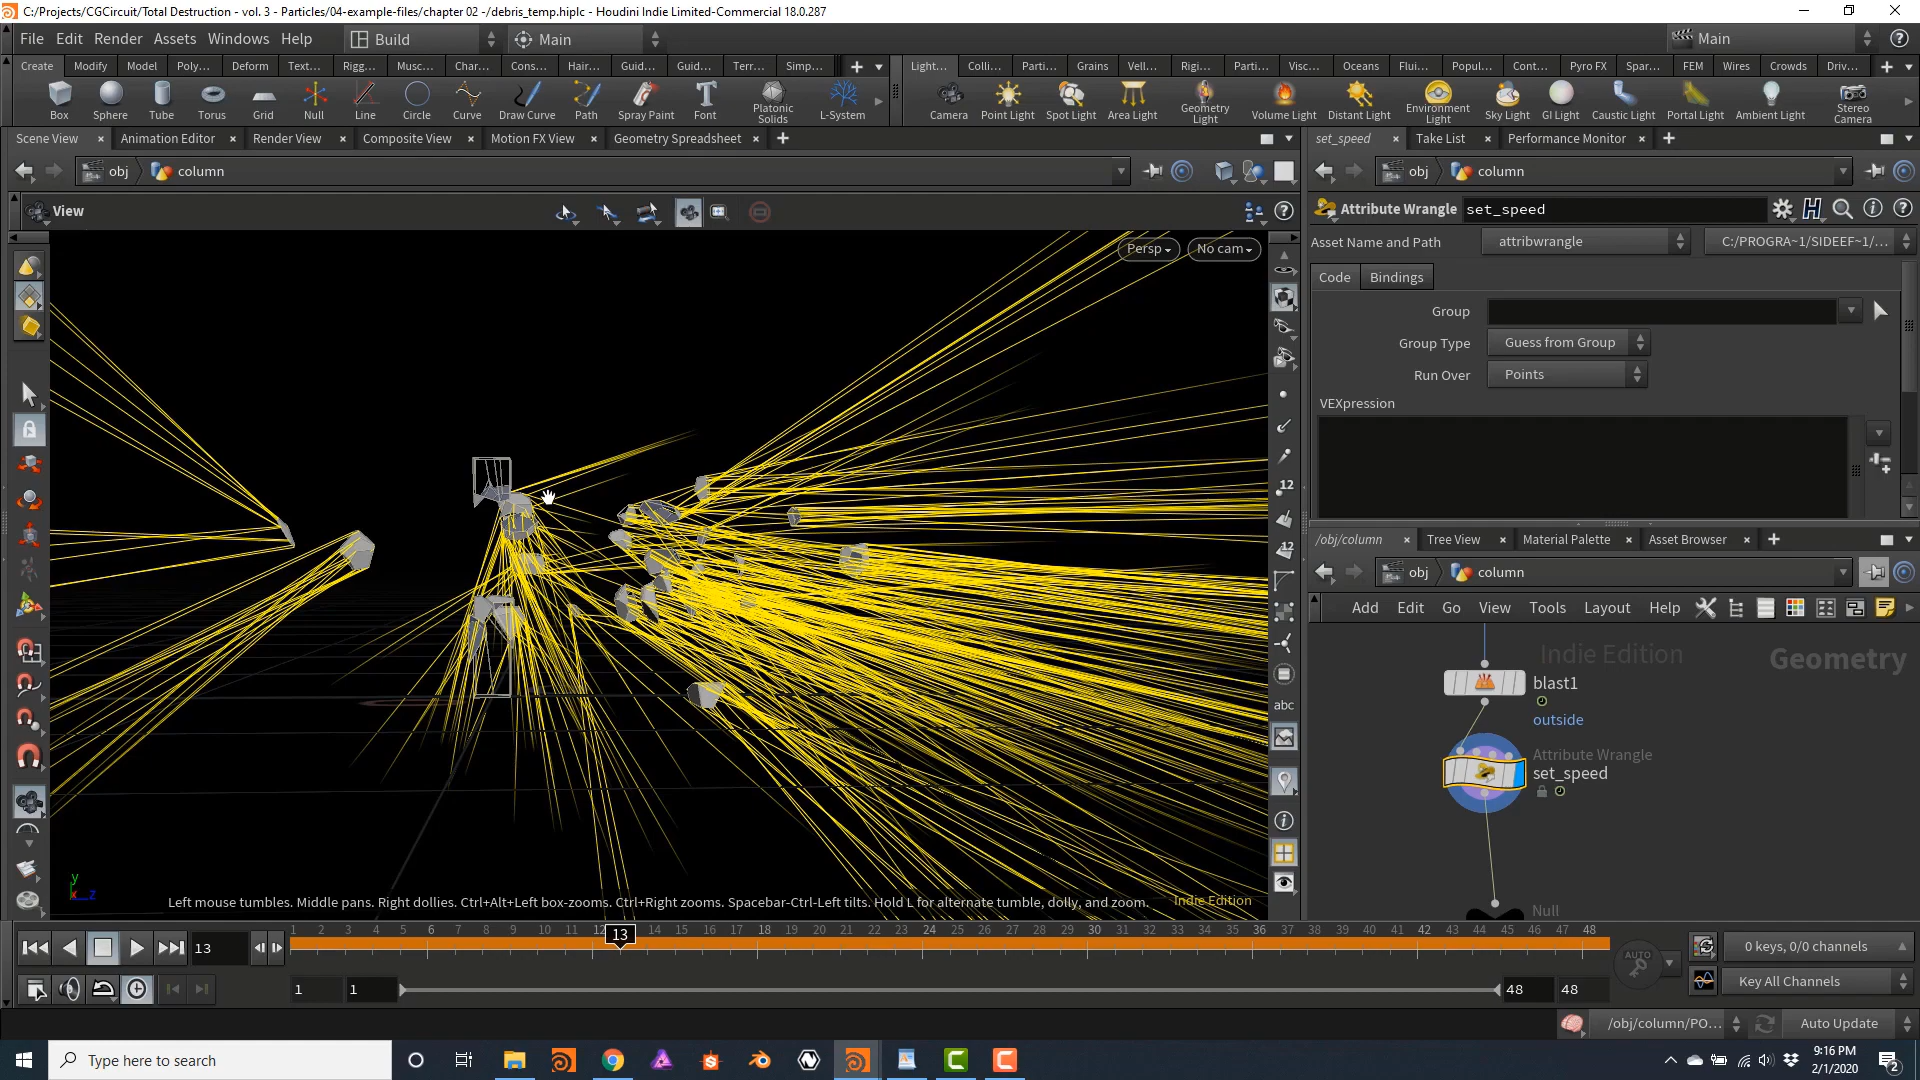 C:/Projects/CGCircuit/Total Destruction - vol. 3 - Particles/04-example-files/chapter 02 -/debris_temp.hiplc - Houdini Indie Limited-Commercial 18.0.287
File Edit Render Assets Windows Help Build Main Main
Create Modify Model Poly... Deform Text... Rigg... Musc... Char... Cons... Hair... Guid... Guid... Terr... Simp... Light... Colli... Parti... Grains Vell... Rigi... Parti... Visc... Oceans Flui... Popul... Cont... Pyro FX Spar... FEM Wires Crowds Driv...
Box Sphere Tube Torus Grid Null Line Circle Curve Draw Curve Path Spray Paint Font Platonic Solids L-System Camera Point Light Spot Light Area Light Geometry Light Volume Light Distant Light Environment Light Sky Light GI Light Caustic Light Portal Light Ambient Light Stereo Camera
Scene View Animation Editor Render View Composite View Motion FX View Geometry Spreadsheet set_speed Take List Performance Monitor
obj column obj column
View Attribute Wrangle set_speed
Persp No cam
Asset Name and Path attribwrangle C:/PROGRA~1/SIDEEF~1/...
Code Bindings
Group
Group Type Guess from Group
Run Over Points
VEXpression
12
12
abc
/obj/column Tree View Material Palette Asset Browser
obj column
Add Edit Go View Tools Layout Help
Indie Edition Geometry
blast1
outside
Attribute Wrangle
set_speed
Null
y
x z
Left mouse tumbles. Middle pans. Right dollies. Ctrl+Alt+Left box-zooms. Ctrl+Right zooms. Spacebar-Ctrl-Left tilts. Hold L for alternate tumble, dolly, and zoom. Indie Edition
13 1 2 3 4 5 6 7 8 9 10 11 12 13 14 15 16 17 18 19 20 21 22 23 24 25 26 27 28 29 30 31 32 33 34 35 36 37 38 39 40 41 42 43 44 45 46 47 48
AUTO 0 keys, 0/0 channels
1 1 48 48 Key All Channels
/obj/column/PO... Auto Update
Type here to search
9:16 PM
2/1/2020
2